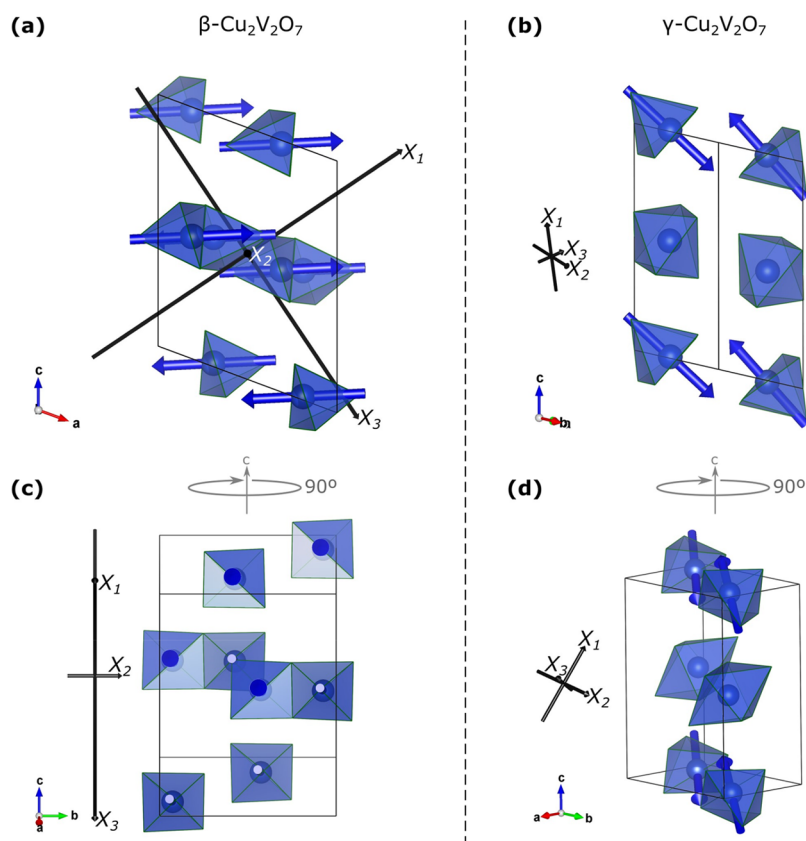 (a) β-Cu₂V₂O₇
X₁
X₂
X₃
c
a
(b) γ-Cu₂V₂O₇
X₁
X₃
X₂
c
b
(c)
c
90º
X₁
X₂
X₃
c
b
a
(d)
c
90º
X₁
X₃
X₂
c
a
b